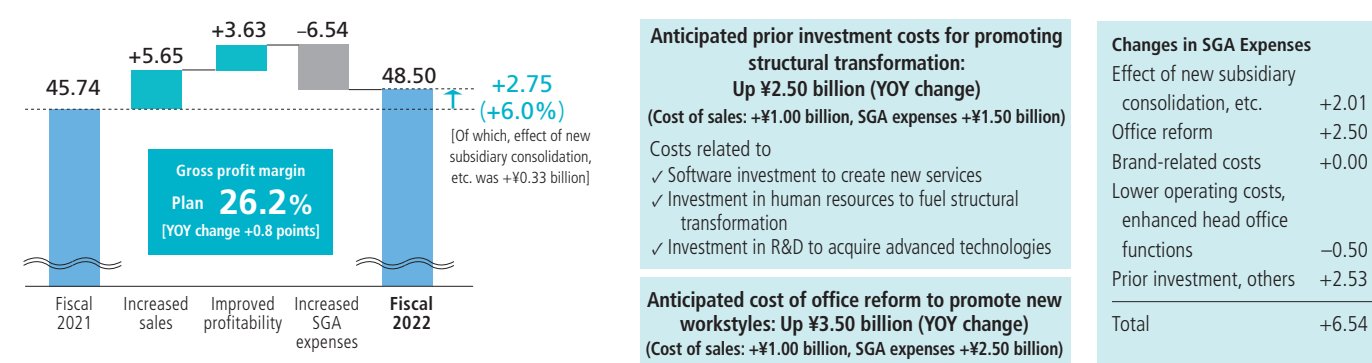 45.74
+5.65
+3.63
–6.54
48.50
+2.75
(+6.0%)
[Of which, effect of new
subsidiary consolidation,
etc. was +¥0.33 billion]
Gross profit margin
Plan 26.2%
[YOY change +0.8 points]
Fiscal
2021
Increased
sales
Improved
profitability
Increased
SGA
expenses
Fiscal
2022
Anticipated prior investment costs for promoting
structural transformation:
Up ¥2.50 billion (YOY change)
(Cost of sales: +¥1.00 billion, SGA expenses +¥1.50 billion)
Costs related to
✓ Software investment to create new services
✓ Investment in human resources to fuel structural
transformation
✓ Investment in R&D to acquire advanced technologies
Anticipated cost of office reform to promote new
workstyles: Up ¥3.50 billion (YOY change)
(Cost of sales: +¥1.00 billion, SGA expenses +¥2.50 billion)
Changes in SGA Expenses
Effect of new subsidiary
consolidation, etc. +2.01
Office reform +2.50
Brand-related costs +0.00
Lower operating costs,
enhanced head office
functions –0.50
Prior investment, others +2.53
Total +6.54